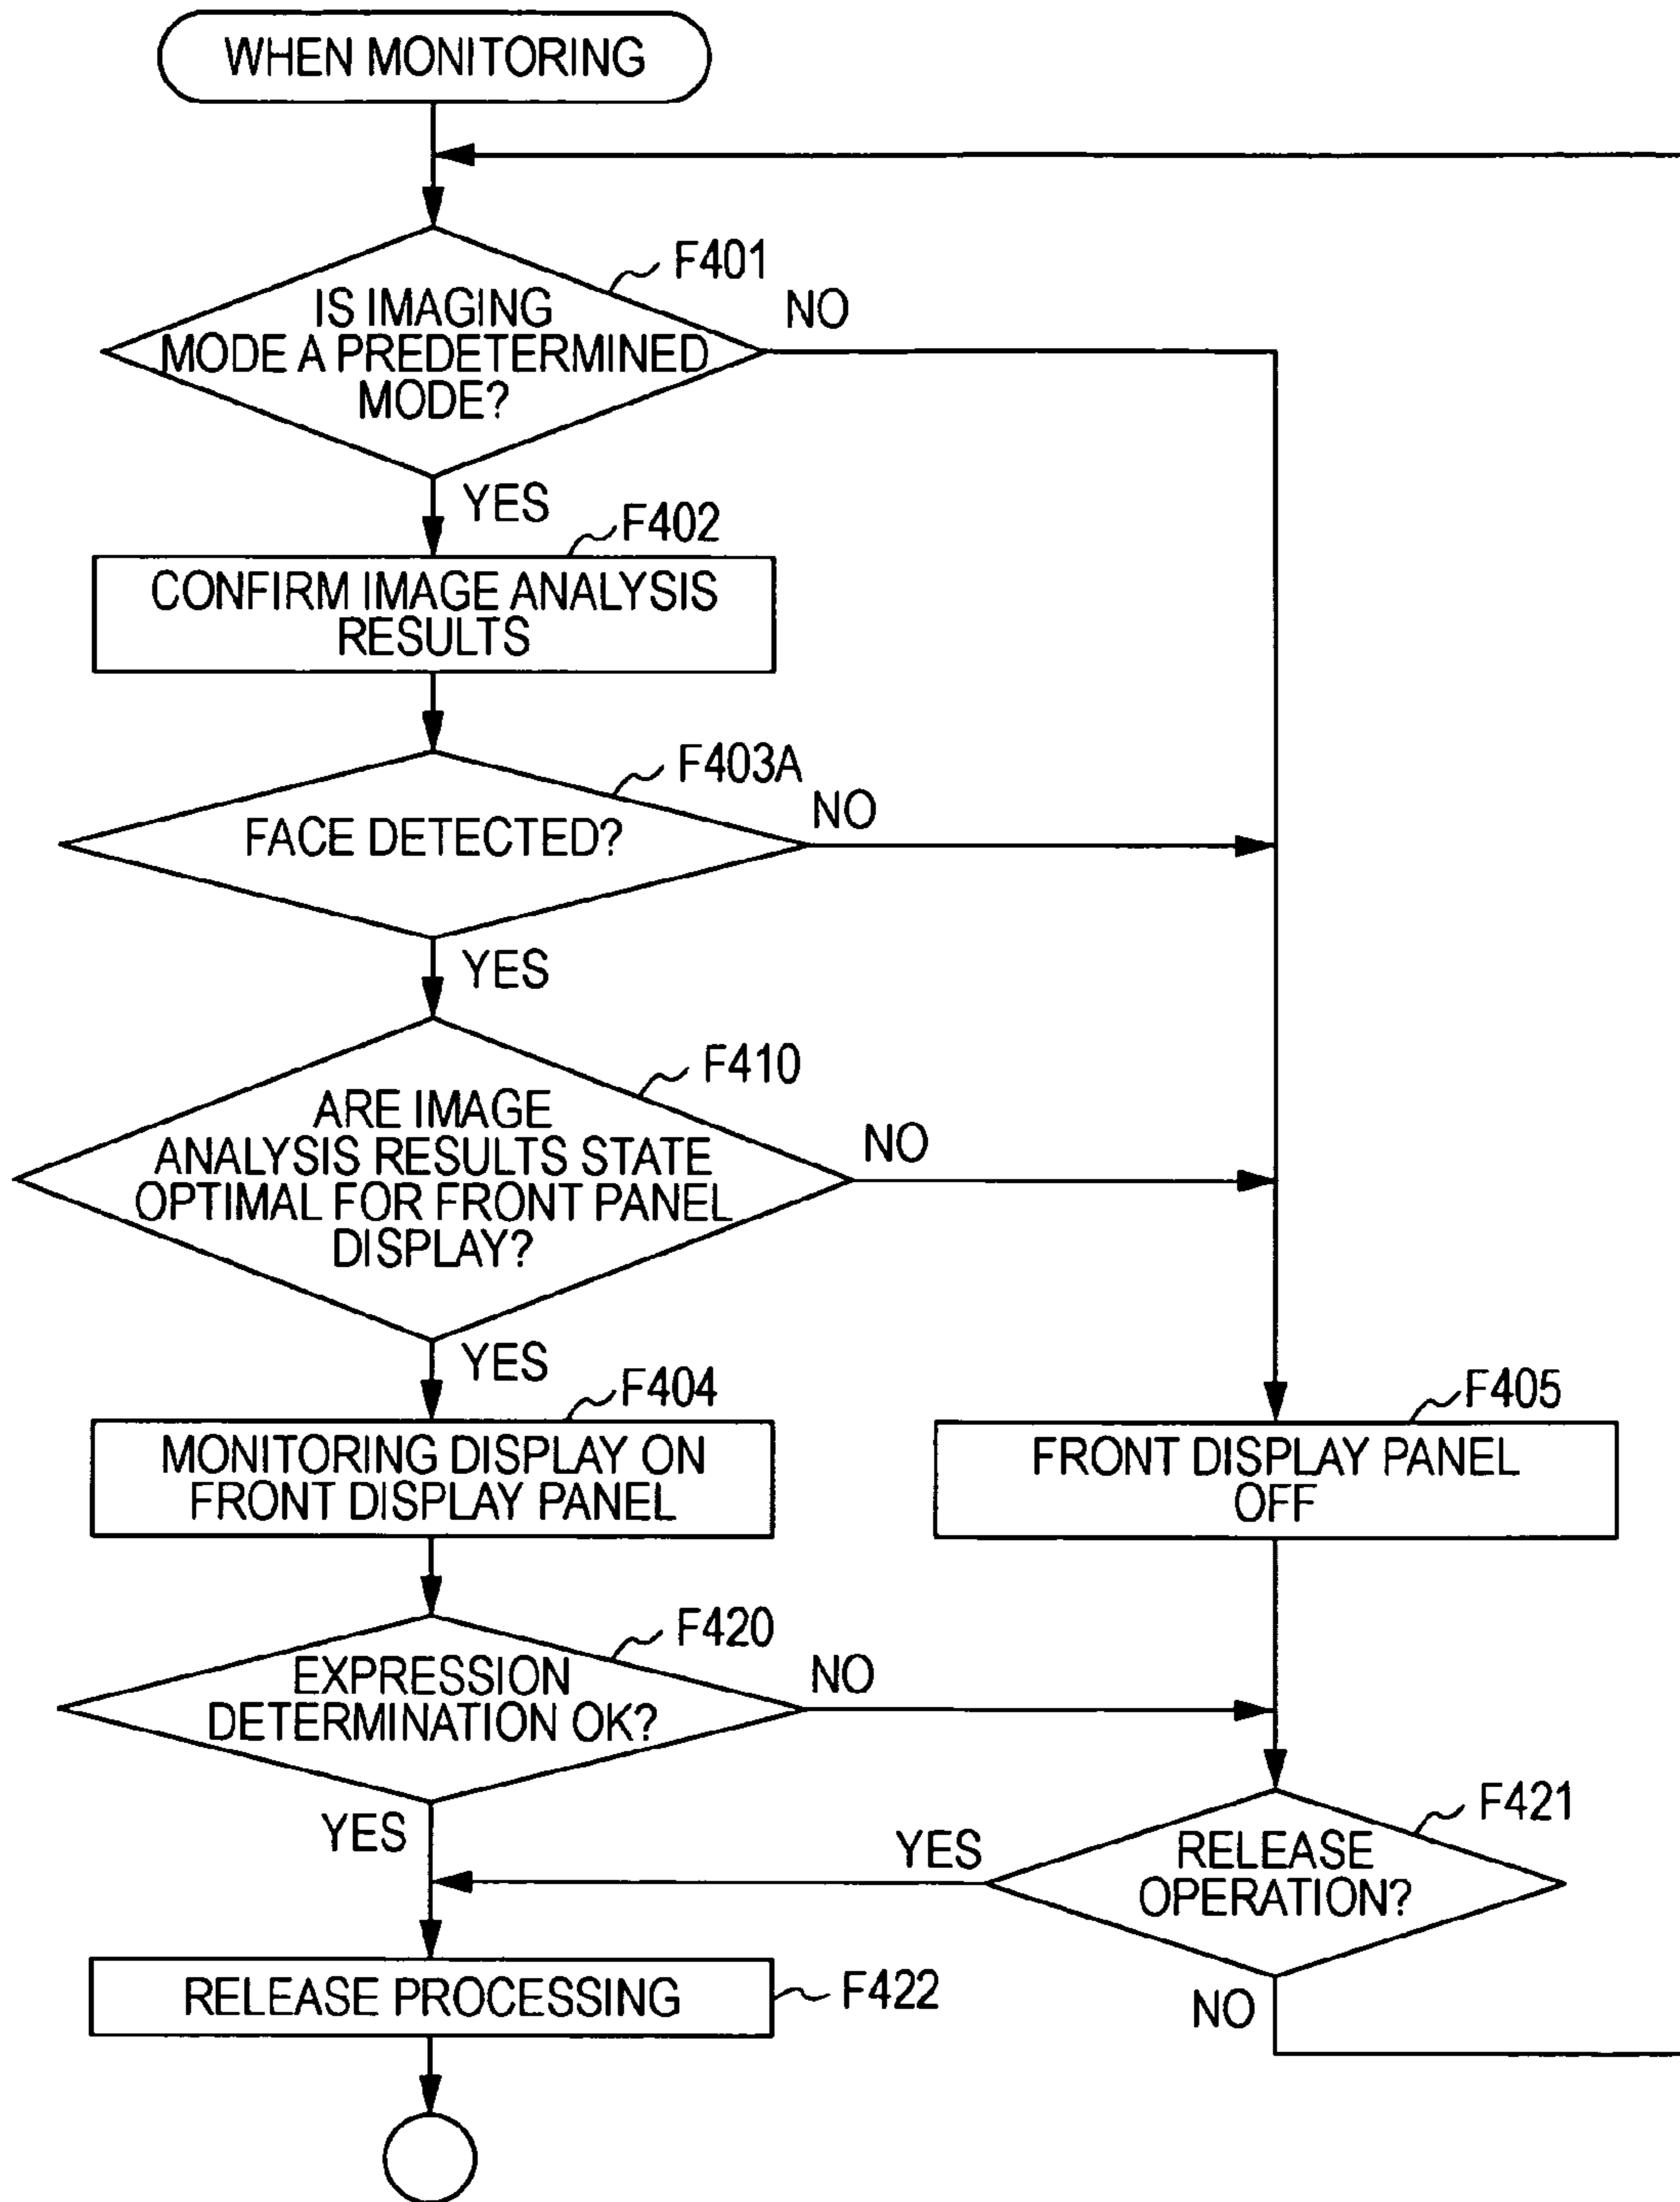 WHEN MONITORING
F401
IS IMAGING
MODE A PREDETERMINED
MODE?
NO
YES
F402
CONFIRM IMAGE ANALYSIS
RESULTS
F403A
FACE DETECTED?
NO
YES
F410
ARE IMAGE
ANALYSIS RESULTS STATE
OPTIMAL FOR FRONT PANEL
DISPLAY?
NO
YES
F404
MONITORING DISPLAY ON
FRONT DISPLAY PANEL
F405
FRONT DISPLAY PANEL
OFF
F420
EXPRESSION
DETERMINATION OK?
NO
YES
F421
RELEASE
OPERATION?
YES
NO
RELEASE PROCESSING
F422